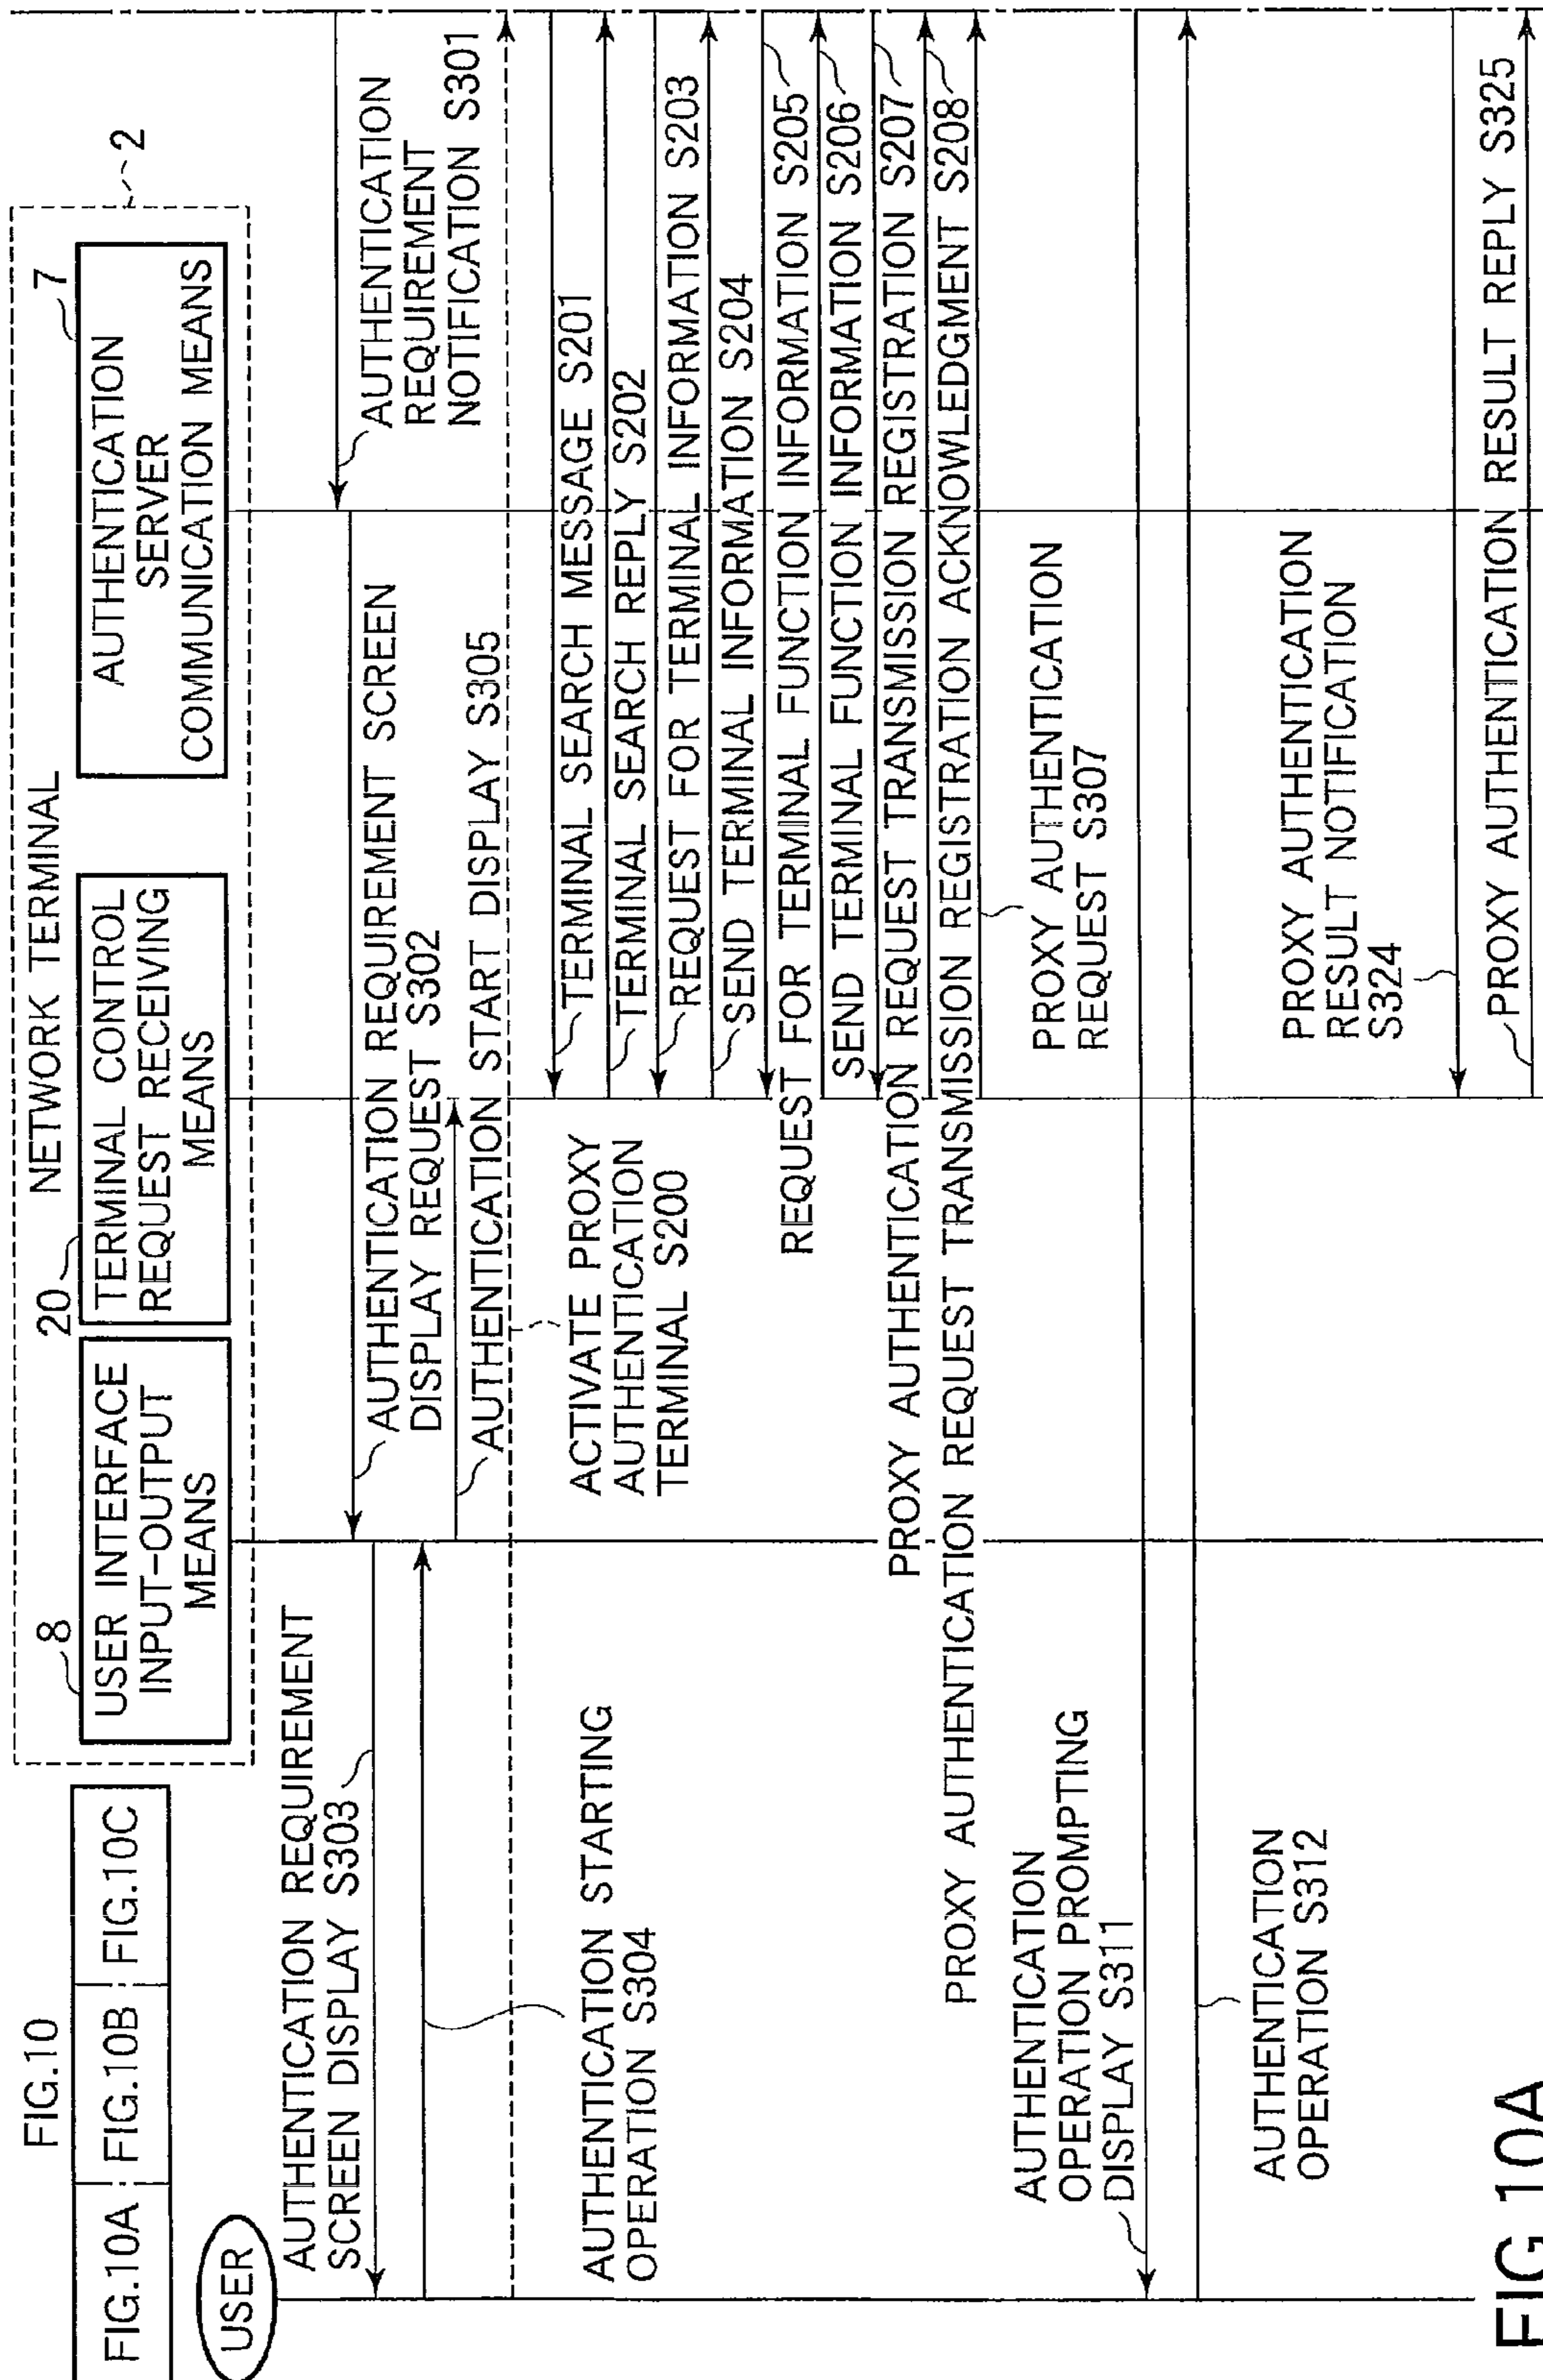 FIG.10
FIG.10A
FIG.10B
FIG.10C
NETWORK TERMINAL
2
8
USER INTERFACE
INPUT-OUTPUT
MEANS
20
TERMINAL CONTROL
REQUEST RECEIVING
MEANS
7
AUTHENTICATION
SERVER
COMMUNICATION MEANS
USER
AUTHENTICATION
REQUIREMENT
NOTIFICATION S301
AUTHENTICATION REQUIREMENT SCREEN
DISPLAY REQUEST S302
AUTHENTICATION REQUIREMENT
SCREEN DISPLAY S303
AUTHENTICATION STARTING
OPERATION S304
AUTHENTICATION START DISPLAY S305
ACTIVATE PROXY
AUTHENTICATION
TERMINAL S200
TERMINAL SEARCH MESSAGE S201
TERMINAL SEARCH REPLY S202
REQUEST FOR TERMINAL INFORMATION S203
SEND TERMINAL INFORMATION S204
REQUEST FOR TERMINAL FUNCTION INFORMATION S205
SEND TERMINAL FUNCTION INFORMATION S206
PROXY AUTHENTICATION REQUEST TRANSMISSION REGISTRATION S207
PROXY AUTHENTICATION REQUEST TRANSMISSION REGISTRATION ACKNOWLEDGMENT S208
PROXY AUTHENTICATION
REQUEST S307
AUTHENTICATION
OPERATION PROMPTING
DISPLAY S311
AUTHENTICATION
OPERATION S312
PROXY AUTHENTICATION
RESULT NOTIFICATION
S324
PROXY AUTHENTICATION RESULT REPLY S325
FIG.10A